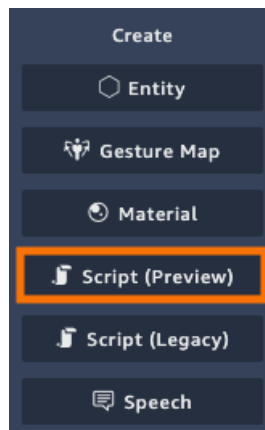 Create
Entity
Gesture Map
Material
Script (Preview)
Script (Legacy)
Speech